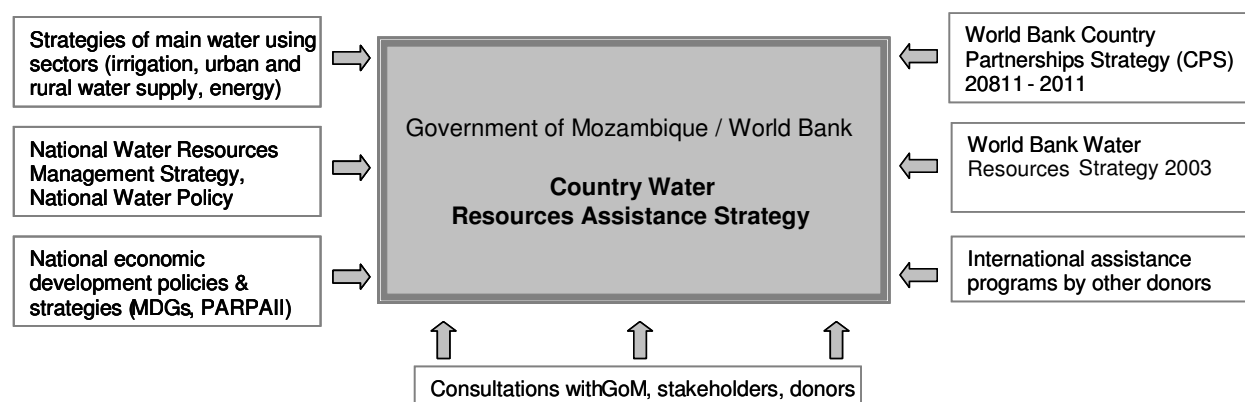 Strategies of main water using
sectors (irrigation, urban and
rural water supply, energy)
National Water Resources
Management Strategy,
National Water Policy
National economic
development policies &
strategies (MDGs, PARPAII)
Government of Mozambique / World Bank
Country Water
Resources Assistance Strategy
World Bank Country
Partnerships Strategy (CPS)
20811 - 2011
World Bank Water
Resources Strategy 2003
International assistance
programs by other donors
Consultations withGoM, stakeholders, donors